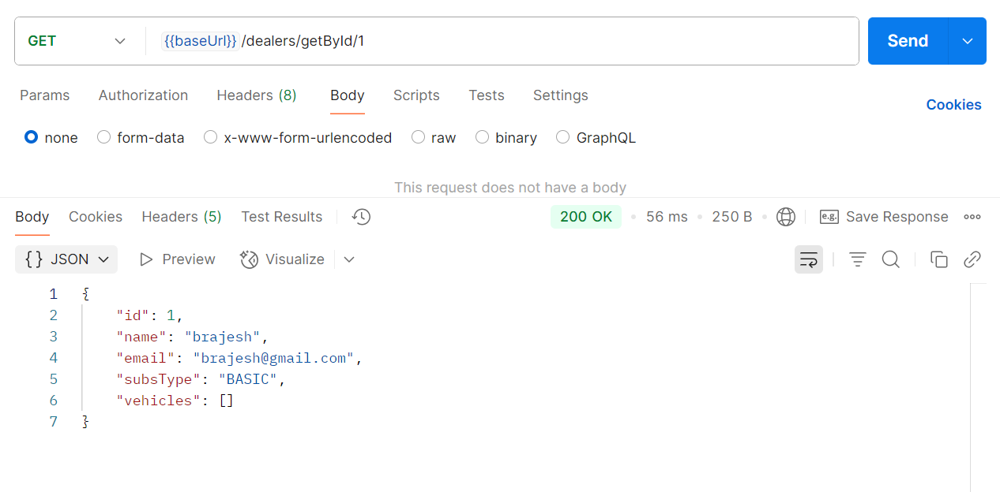 GET {{baseUrl}} /dealers/getById/1 Send
Params Authorization Headers (8) Body Scripts Tests Settings Cookies
none form-data x-www-form-urlencoded raw binary GraphQL
This request does not have a body
Body Cookies Headers (5) Test Results 200 OK 56 ms 250 B e.g. Save Response
{} JSON Preview Visualize
1 {
2 "id": 1,
3 "name": "brajesh",
4 "email": "brajesh@gmail.com",
5 "subsType": "BASIC",
6 "vehicles": []
7 }